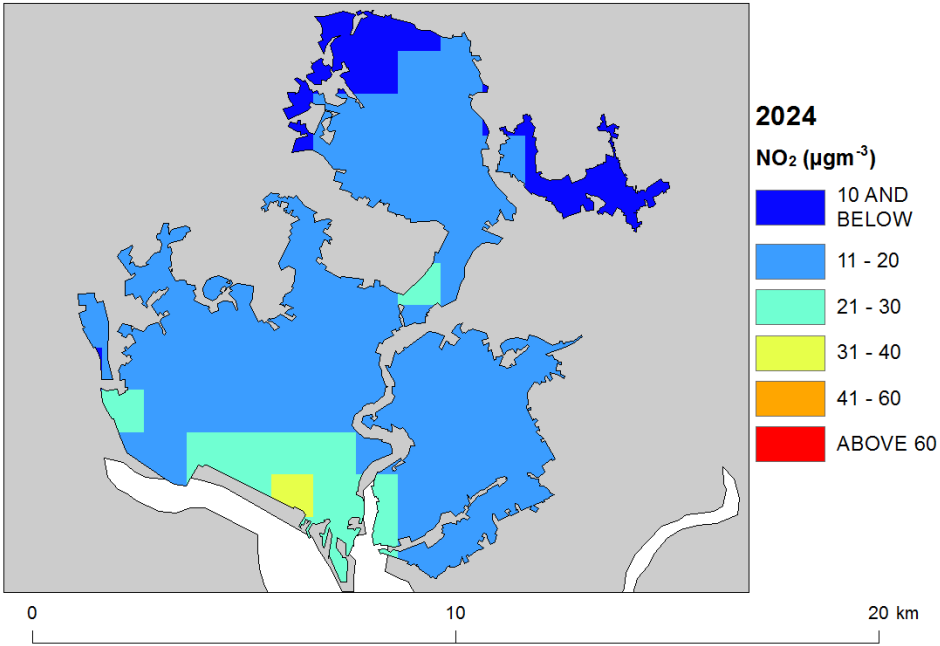 2024
NO₂ (µgm⁻³)
10 AND
BELOW
11 - 20
21 - 30
31 - 40
41 - 60
ABOVE 60
0 10 20 km